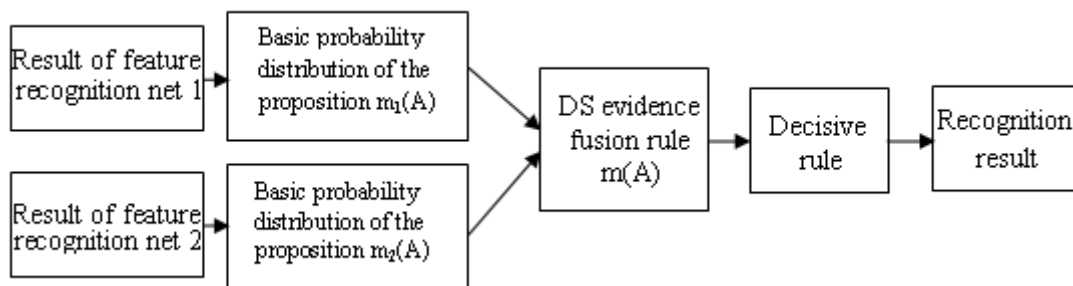 Result of feature
recognition net 1
Basic probability
distribution of the
proposition m₁(A)
Result of feature
recognition net 2
Basic probability
distribution of the
proposition m₂(A)
DS evidence
fusion rule
m(A)
Decisive
rule
Recognition
result